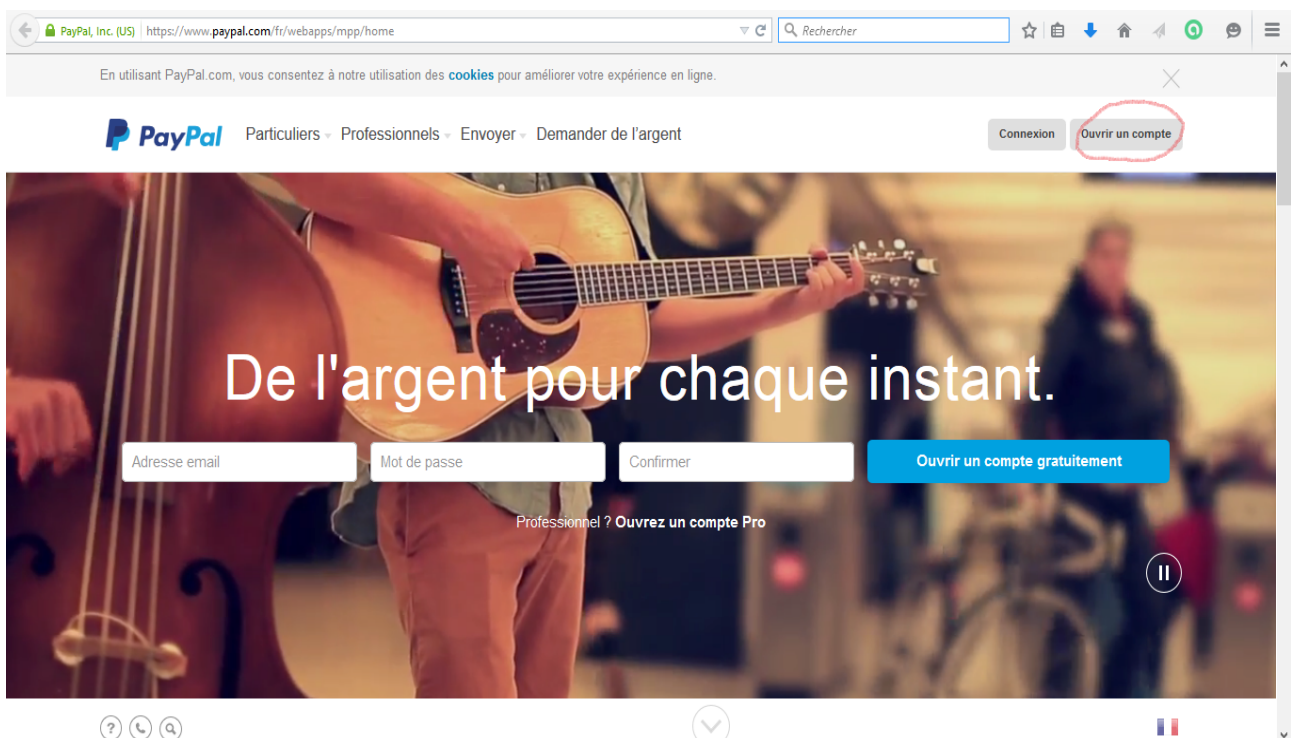 PayPal, Inc. (US) https://www.paypal.com/fr/webapps/mpp/home Rechercher
En utilisant PayPal.com, vous consentez à notre utilisation des cookies pour améliorer votre expérience en ligne.
PayPal Particuliers Professionnels Envoyer Demander de l'argent Connexion Ouvrir un compte
De l'argent pour chaque instant.
Adresse email Mot de passe Confirmer Ouvrir un compte gratuitement
Professionnel ? Ouvrez un compte Pro